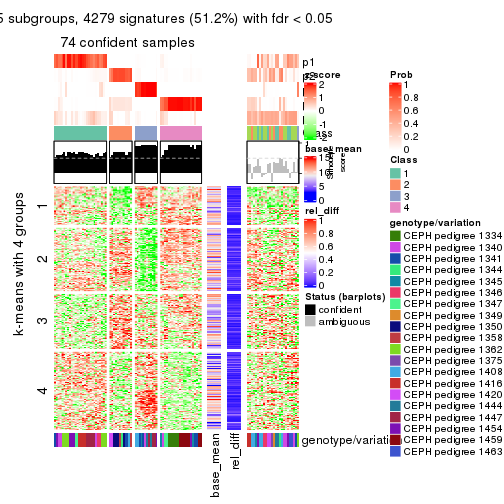 5 subgroups, 4279 signatures (51.2%) with fdr < 0.05
74 confident samples
k-means with 4 groups
1
2
3
4
p1
z-score
2
1
0
-1
-2
base_mean
15
10
5
0
rel_diff
1
0.8
0.6
0.4
0.2
0
Status (barplots)
confident
ambiguous
genotype/variati
base_mean
rel_diff
Prob
1
0.8
0.6
0.4
0.2
0
Class
1
2
3
4
genotype/variation
CEPH pedigree 1334
CEPH pedigree 1340
CEPH pedigree 1341
CEPH pedigree 1344
CEPH pedigree 1345
CEPH pedigree 1346
CEPH pedigree 1347
CEPH pedigree 1349
CEPH pedigree 1350
CEPH pedigree 1358
CEPH pedigree 1362
CEPH pedigree 1375
CEPH pedigree 1408
CEPH pedigree 1416
CEPH pedigree 1420
CEPH pedigree 1444
CEPH pedigree 1447
CEPH pedigree 1454
CEPH pedigree 1459
CEPH pedigree 1463